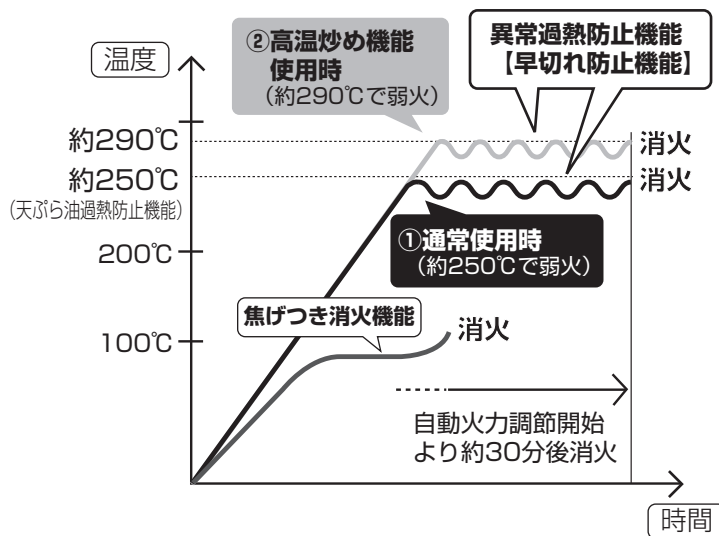 温度
②高温炒め機能
使用時
（約290℃で弱火）
異常過熱防止機能
【早切れ防止機能】
約290℃
消火
約250℃
（天ぷら油過熱防止機能）
消火
①通常使用時
（約250℃で弱火）
200℃
焦げつき消火機能
消火
100℃
自動火力調節開始
より約30分後消火
時間